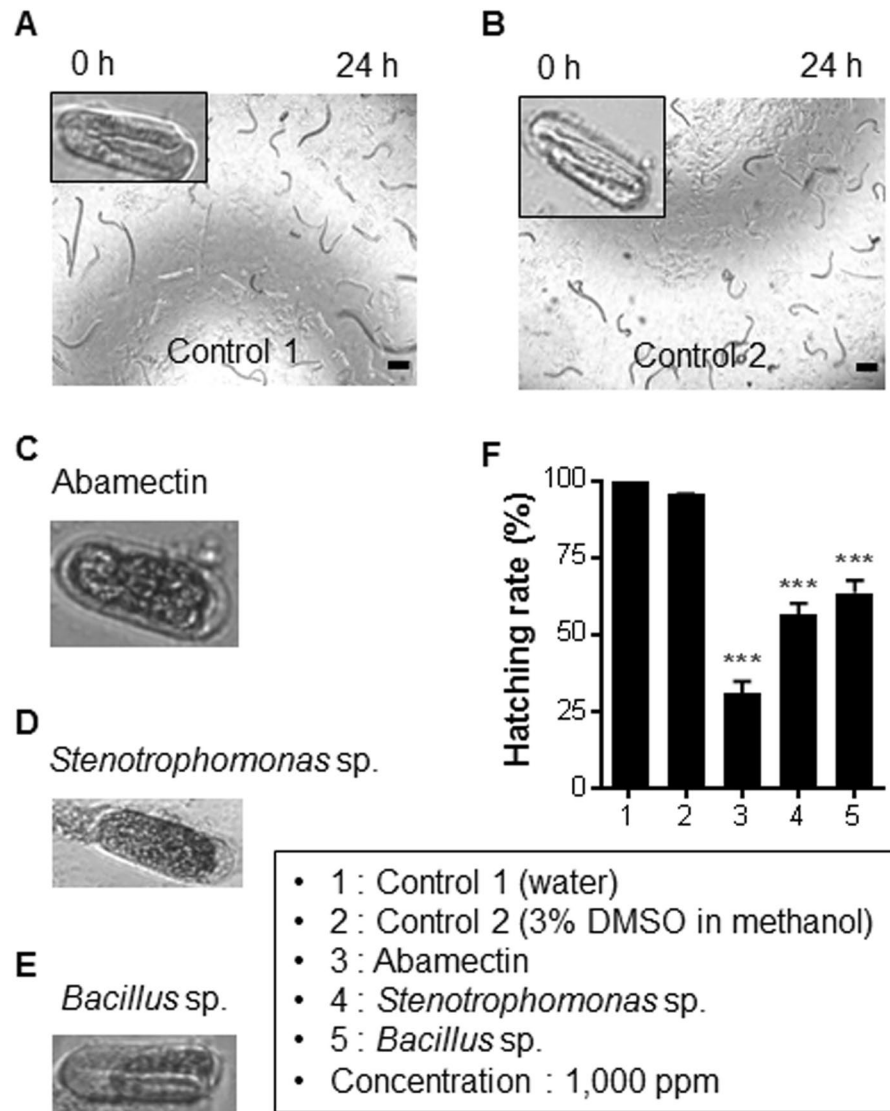 A
0 h 24 h
Control 1
B
0 h 24 h
Control 2
C
Abamectin
D
Stenotrophomonas sp.
E
Bacillus sp.
F
Hatching rate (%)
100
75
50
25
0
***
***
***
1 2 3 4 5
• 1 : Control 1 (water)
• 2 : Control 2 (3% DMSO in methanol)
• 3 : Abamectin
• 4 : Stenotrophomonas sp.
• 5 : Bacillus sp.
• Concentration : 1,000 ppm